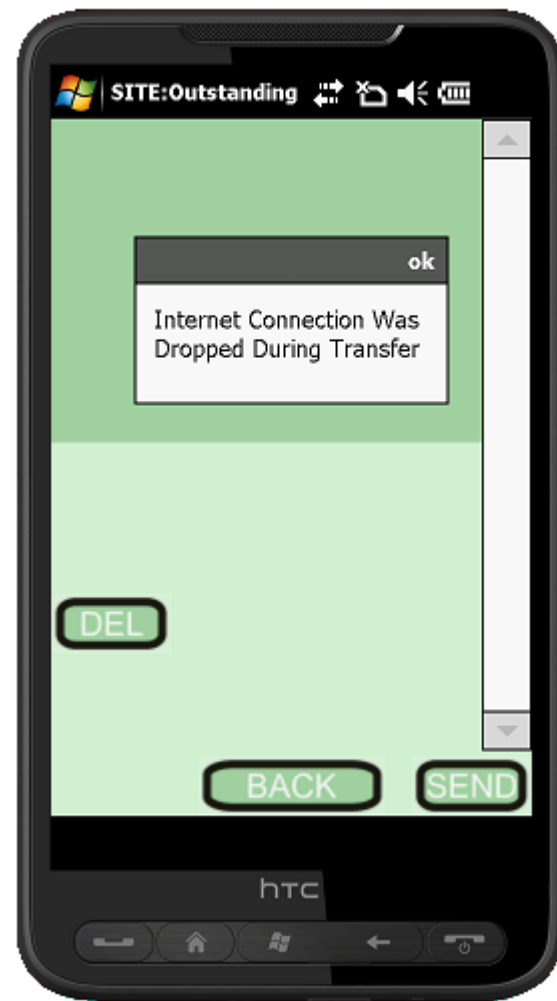 SITE:Outstanding
ok
Internet Connection Was
Dropped During Transfer
DEL
BACK
SEND
hTC